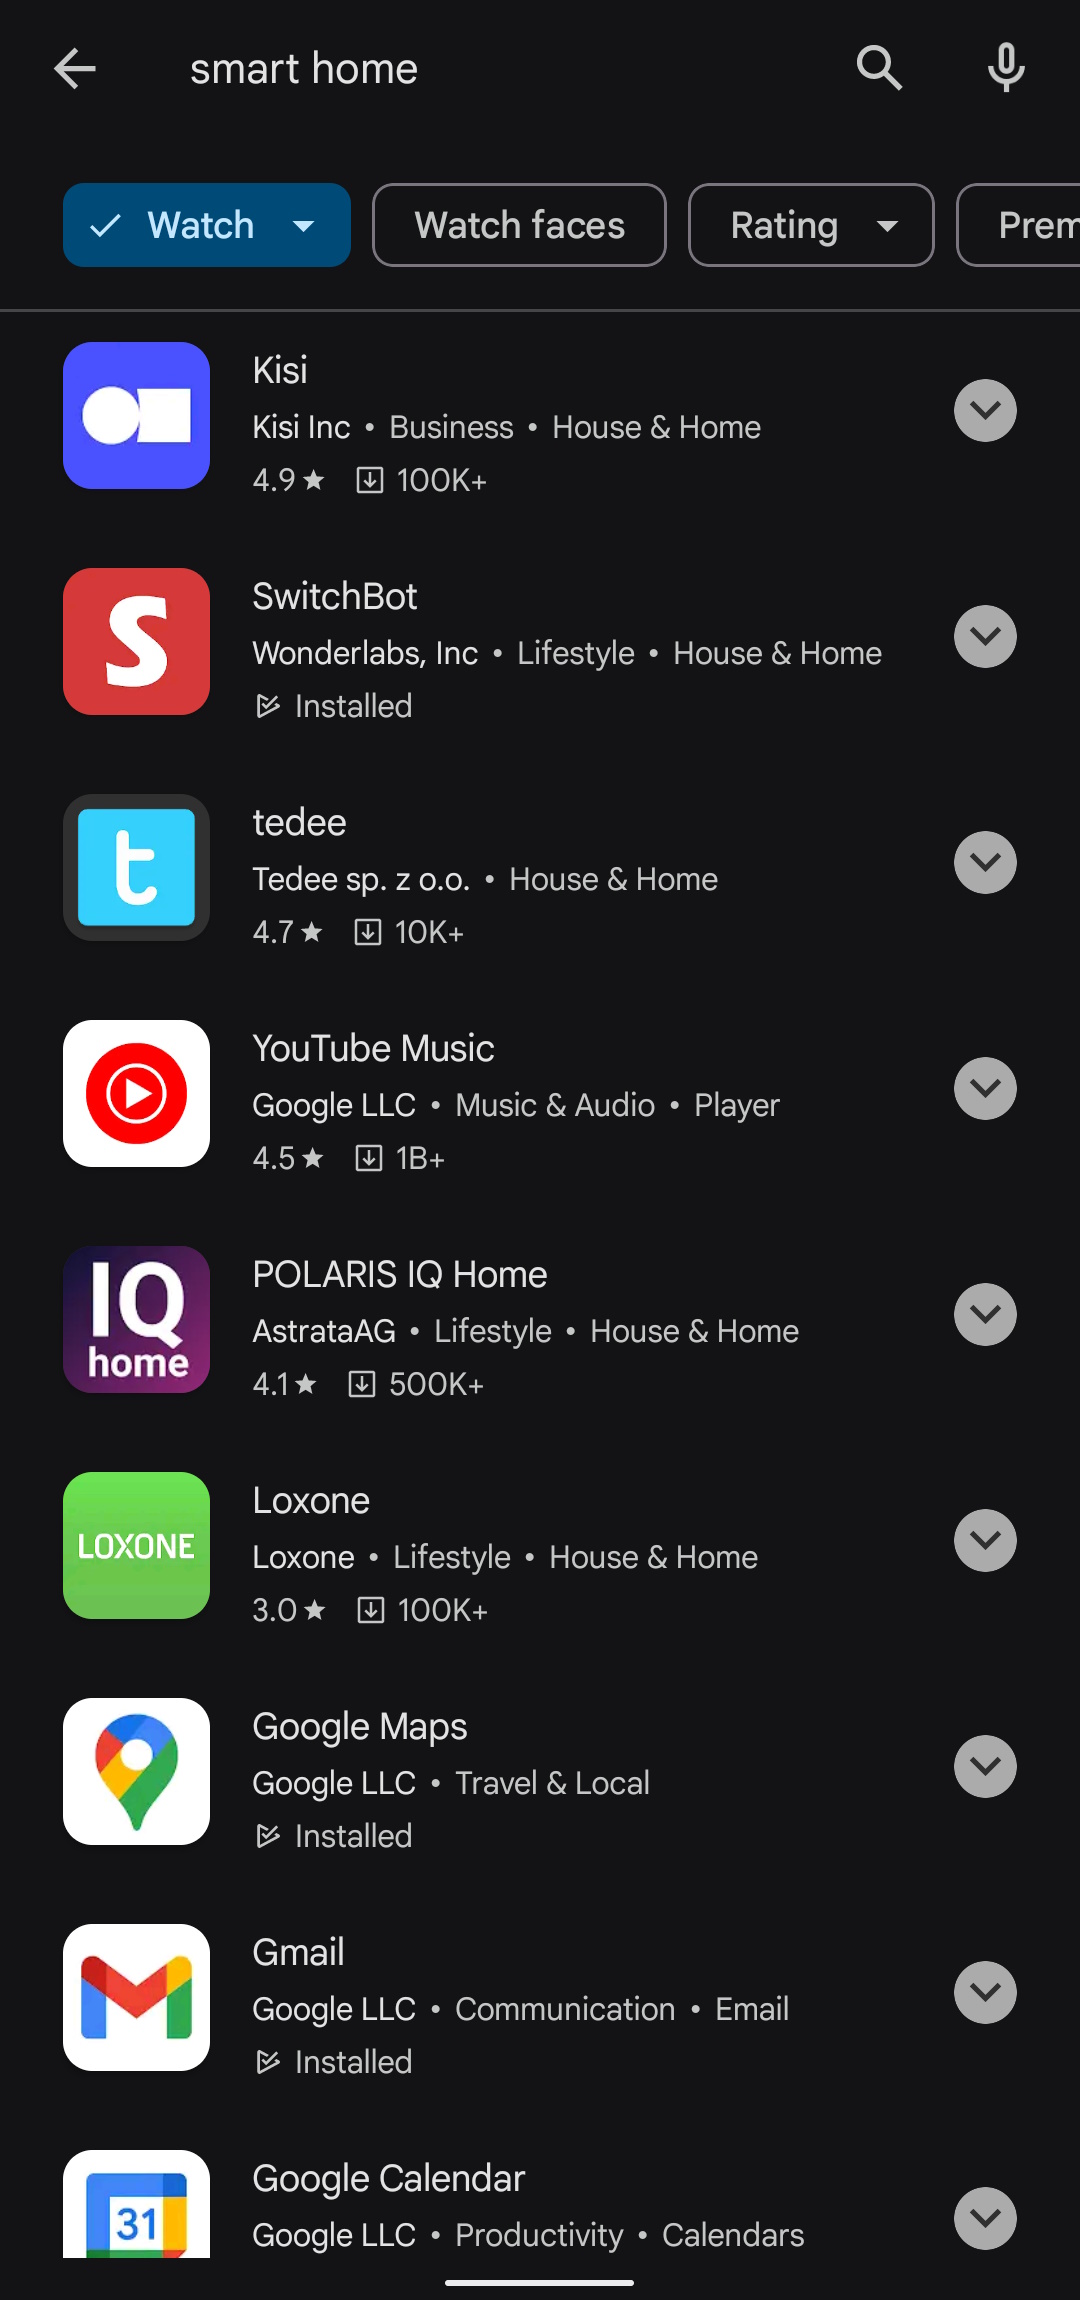 smart home
Watch Watch faces Rating Prem
Kisi
Kisi Inc • Business • House & Home
4.9★ 100K+
S
SwitchBot
Wonderlabs, Inc • Lifestyle • House & Home
Installed
t
tedee
Tedee sp. z o.o. • House & Home
4.7★ 10K+
YouTube Music
Google LLC • Music & Audio • Player
4.5★ 1B+
IQ
home
POLARIS IQ Home
AstrataAG • Lifestyle • House & Home
4.1★ 500K+
LOXONE
Loxone
Loxone • Lifestyle • House & Home
3.0★ 100K+
Google Maps
Google LLC • Travel & Local
Installed
Gmail
Google LLC • Communication • Email
Installed
31
Google Calendar
Google LLC • Productivity • Calendars